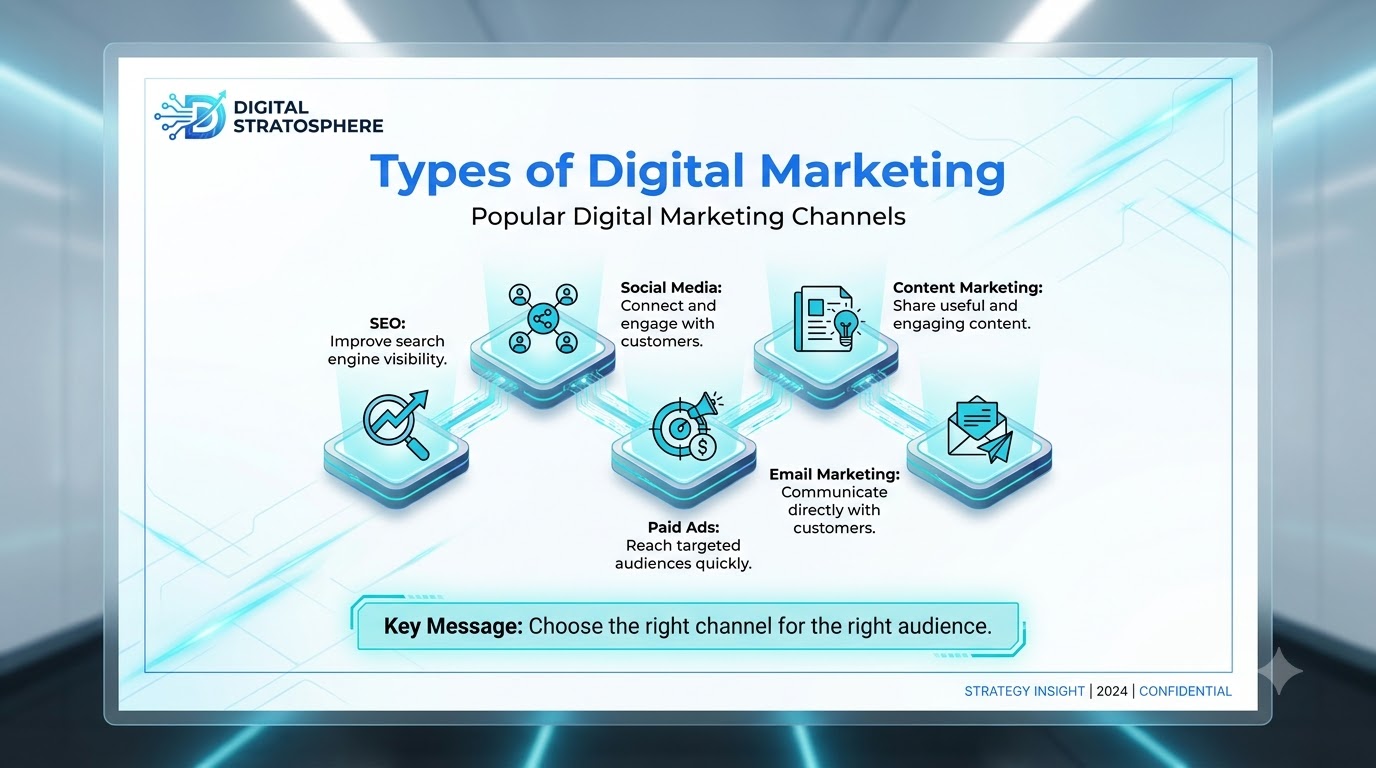 DIGITAL
STRATOSPHERE
Types of Digital Marketing
Popular Digital Marketing Channels
SEO:
Improve search
engine visibility.
Social Media:
Connect and
engage with
customers.
Paid Ads:
Reach targeted
audiences quickly.
Content Marketing:
Share useful and
engaging content.
Email Marketing:
Communicate
directly with
customers.
$
Key Message: Choose the right channel for the right audience.
STRATEGY INSIGHT | 2024 | CONFIDENTIAL